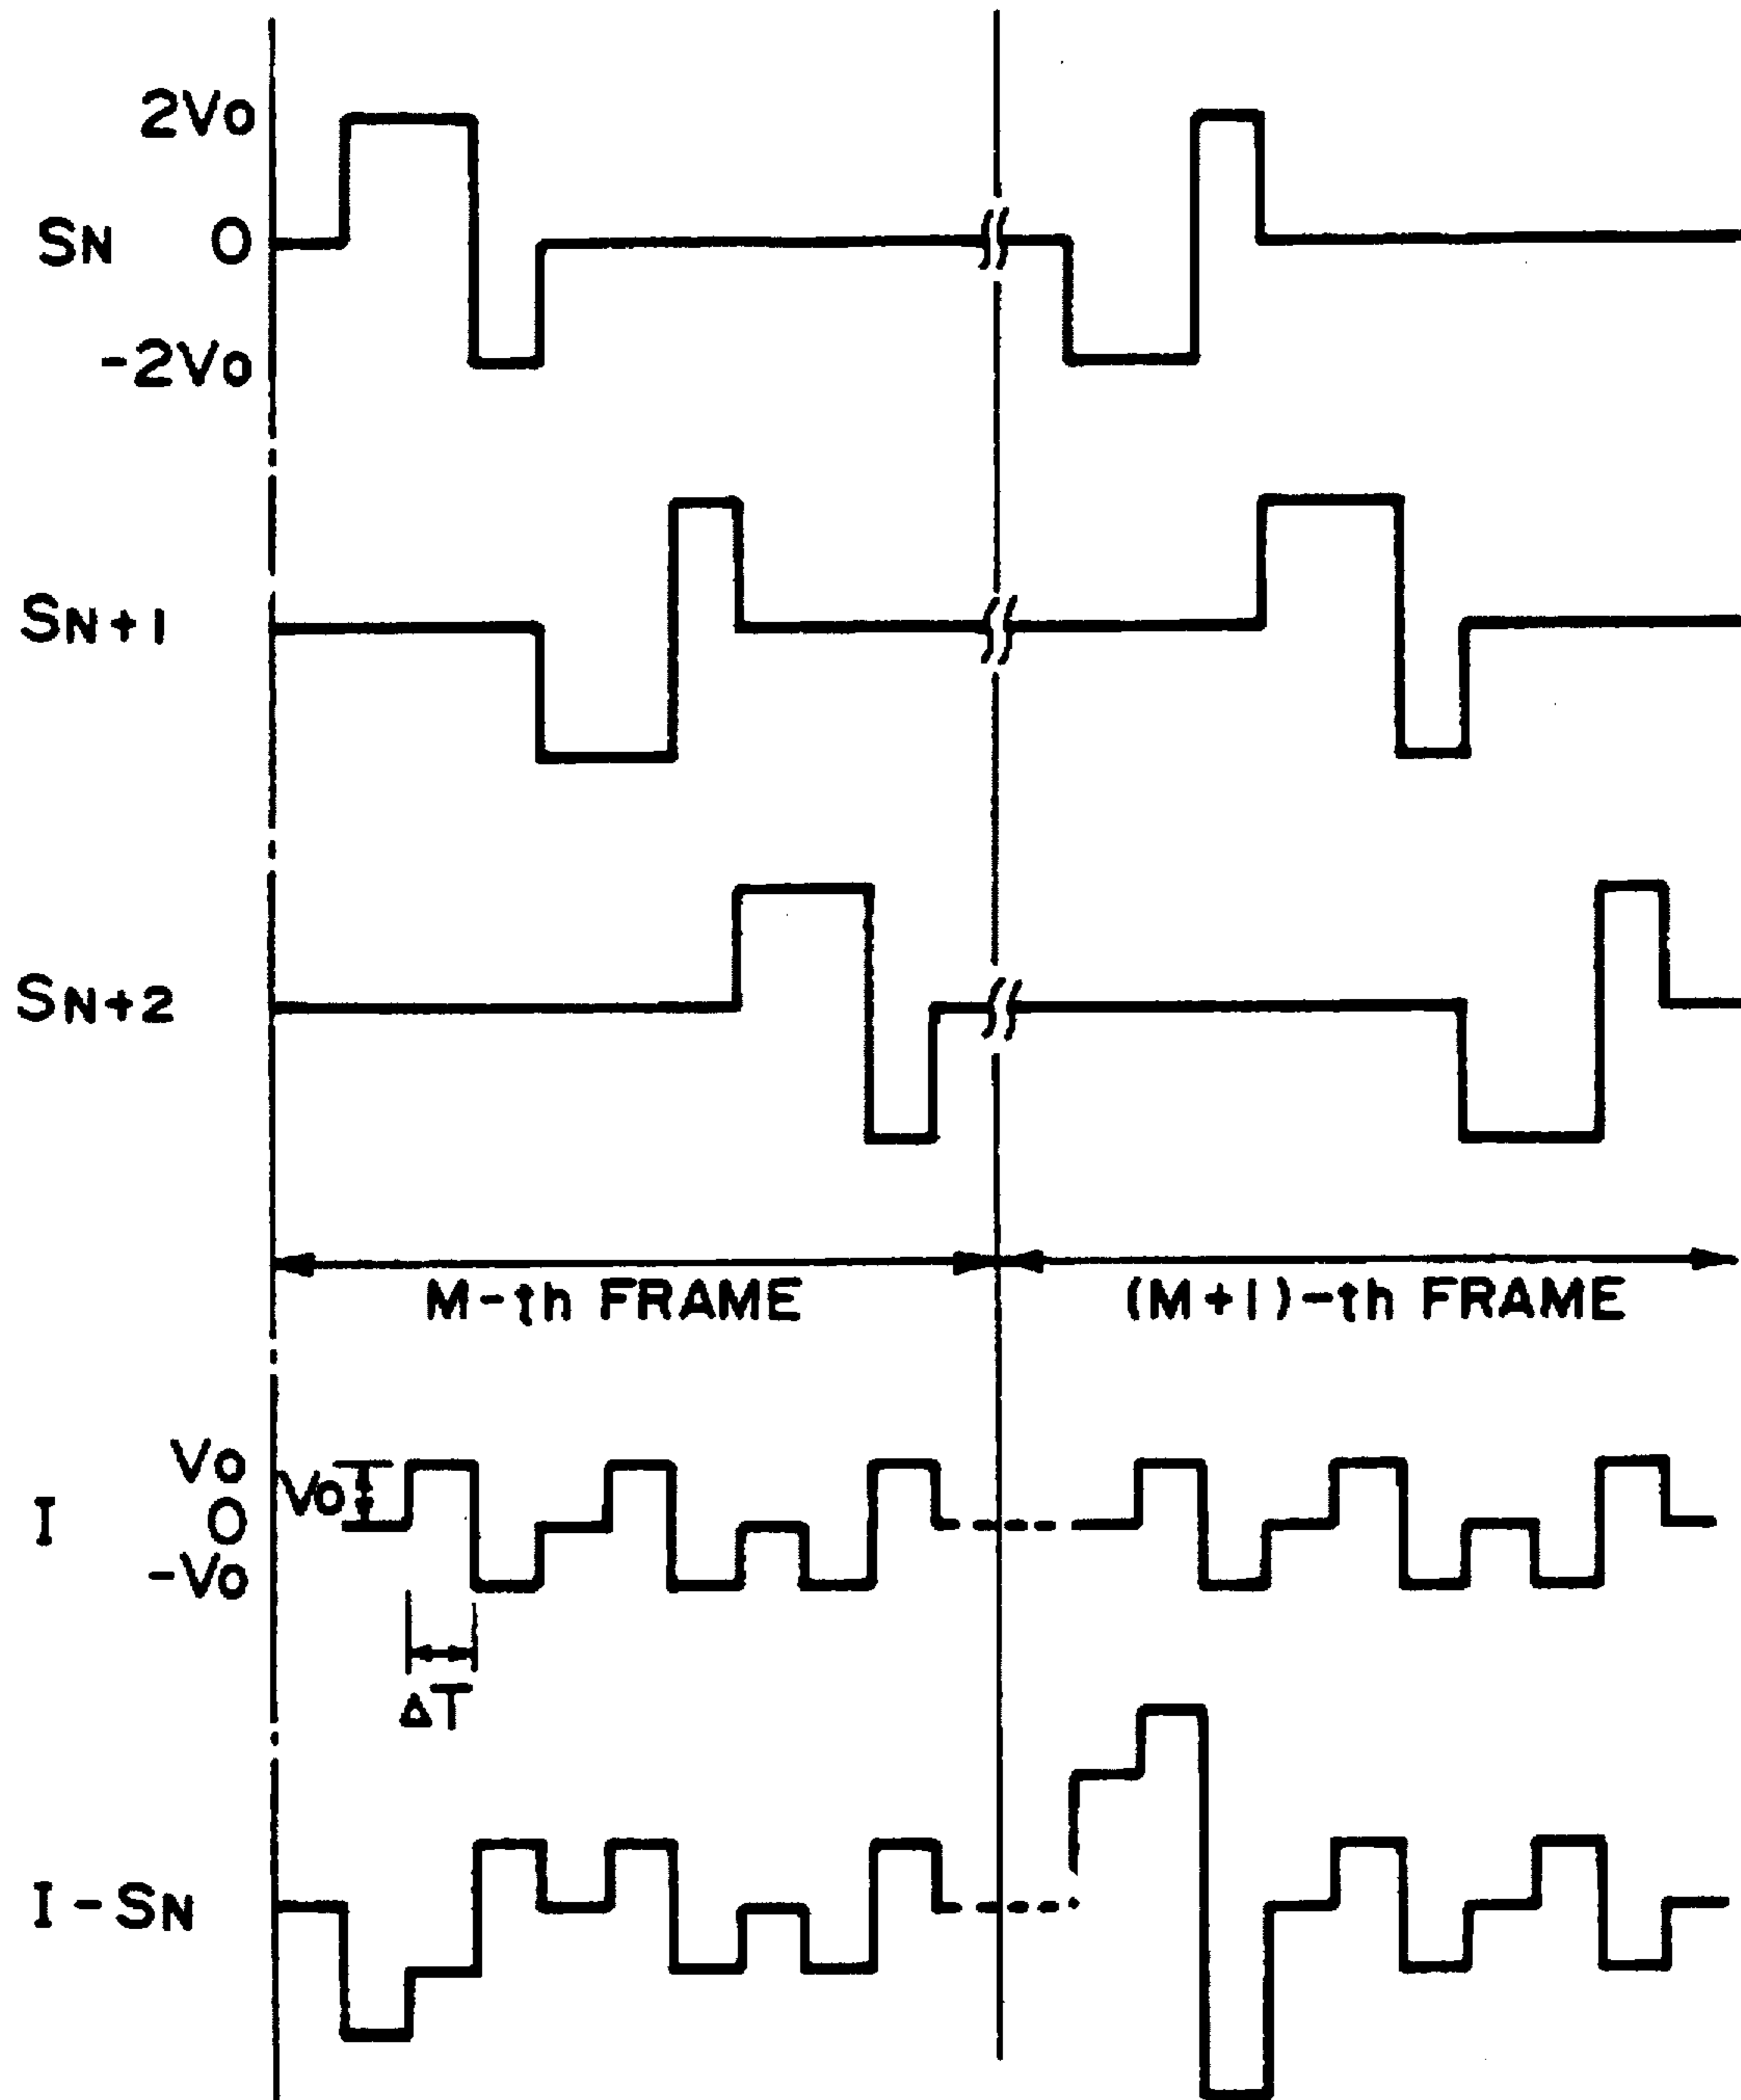 2Vo
SN 0
-2Vo
SN+1
SN+2
M-th FRAME (M+1)-th FRAME
Vo
Vo
I 0
-Vo
ΔT
I-SN